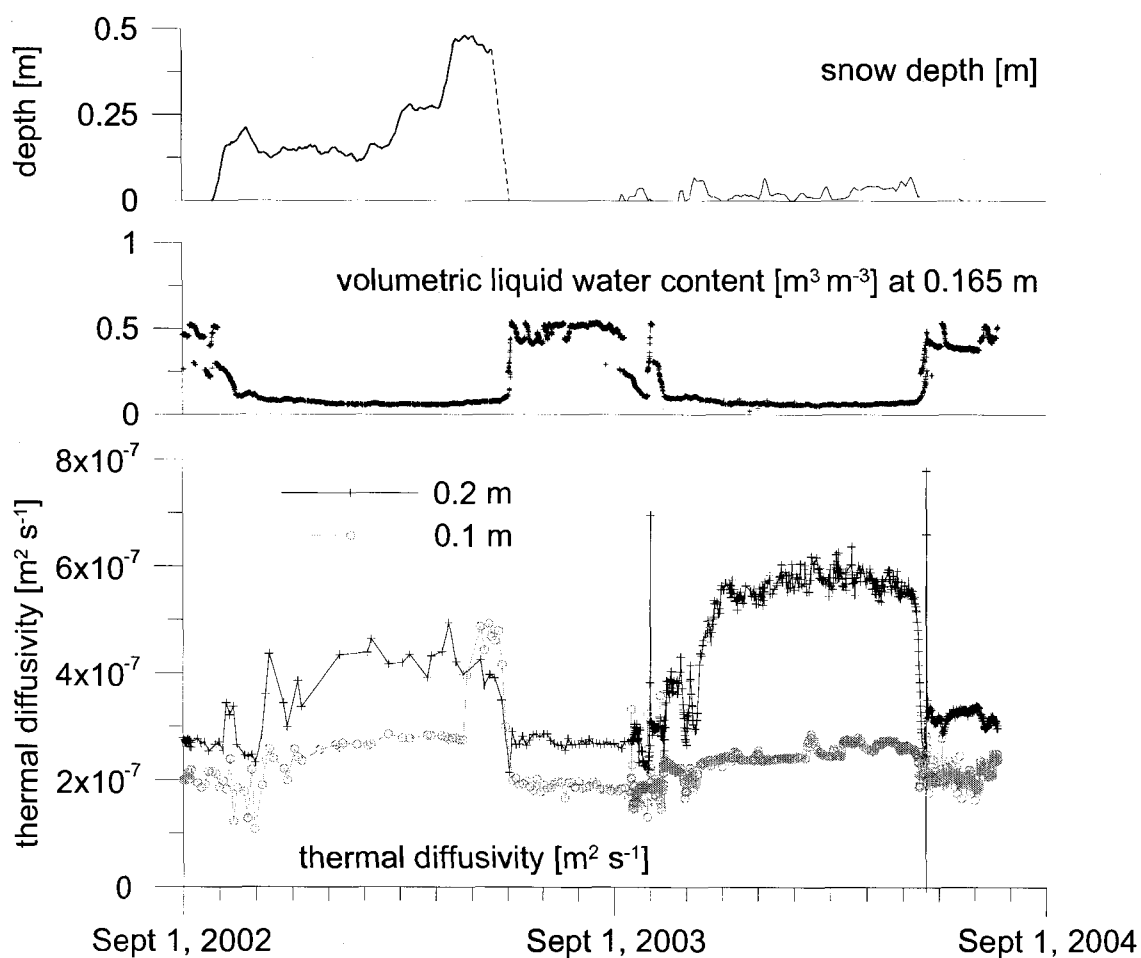 0.5
snow depth [m]
depth [m]
0.25
0
1
volumetric liquid water content [m³ m⁻³] at 0.165 m
0.5
0
8x10⁻⁷
0.2 m
0.1 m
thermal diffusivity [m² s⁻¹]
6x10⁻⁷
4x10⁻⁷
2x10⁻⁷
thermal diffusivity [m² s⁻¹]
0
Sept 1, 2002
Sept 1, 2003
Sept 1, 2004